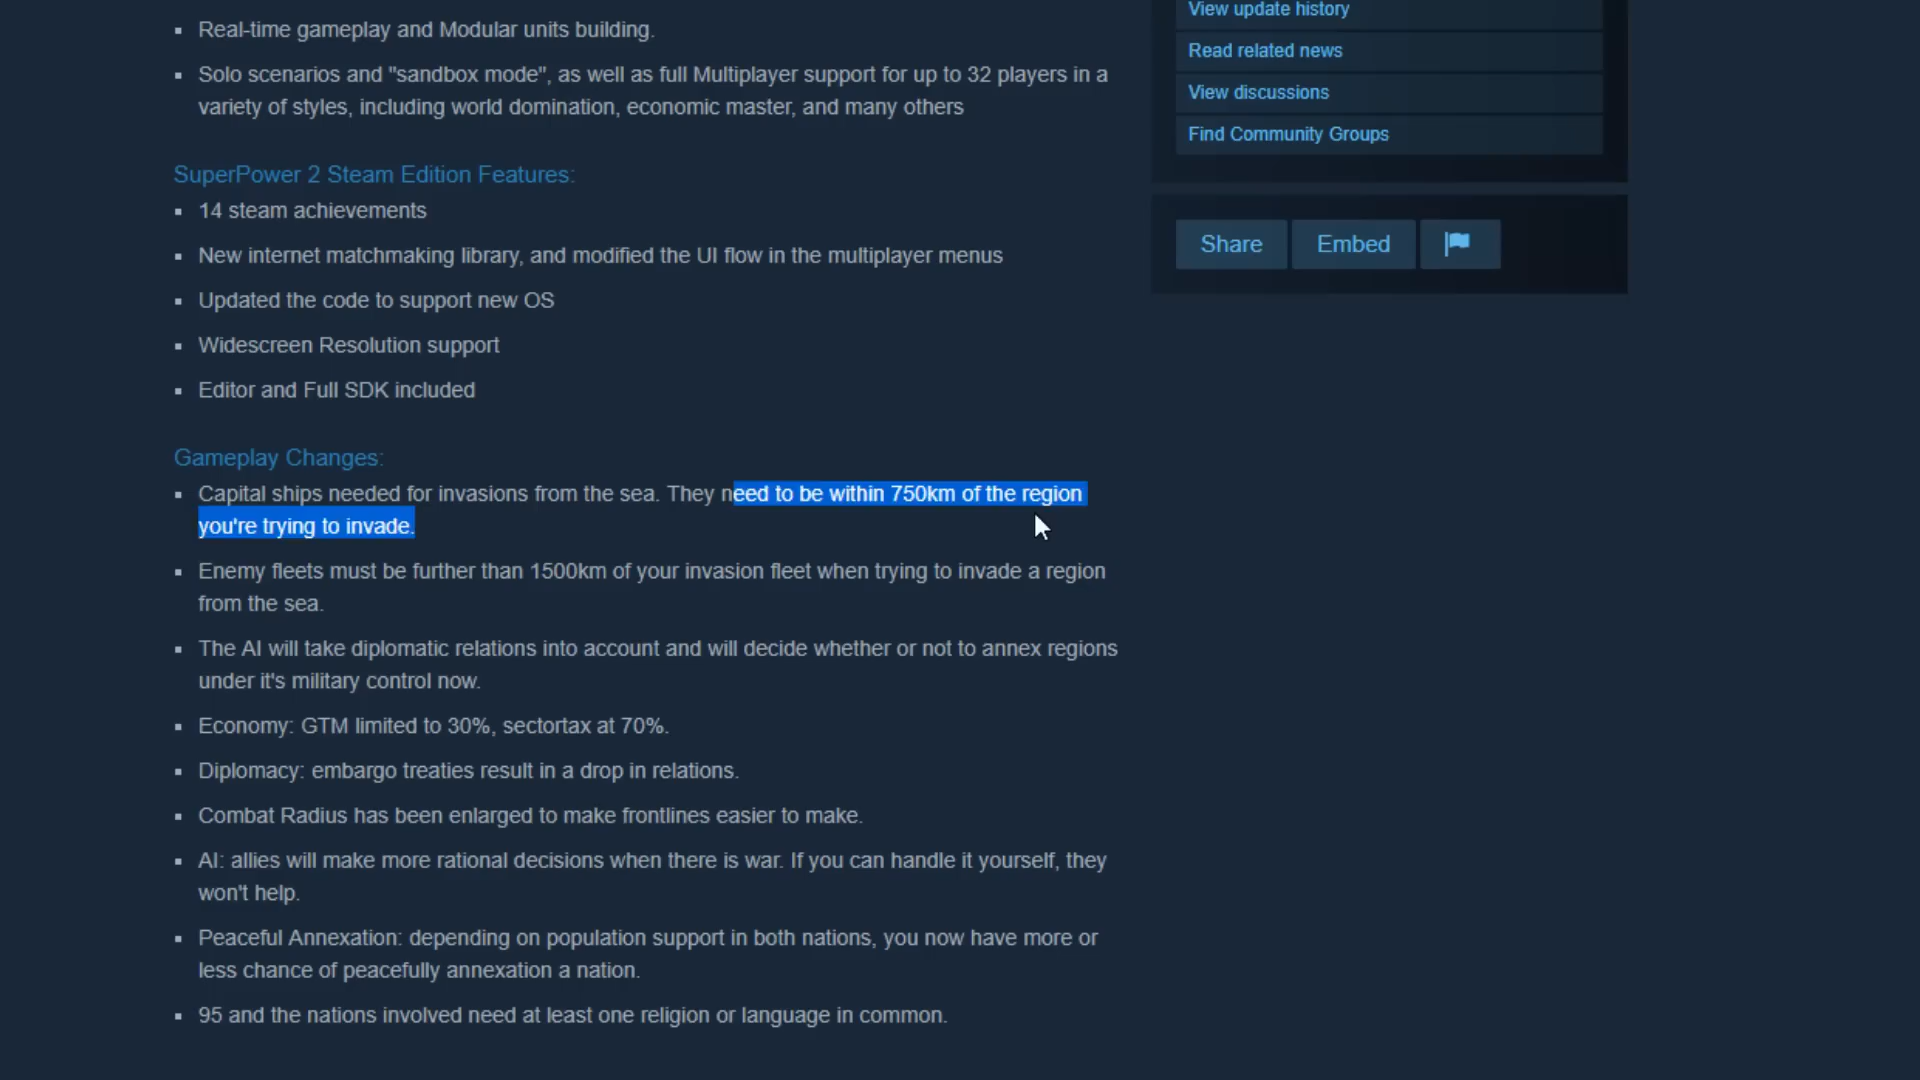 Real-time gameplay and Modular units building.
Solo scenarios and "sandbox mode", as well as full Multiplayer support for up to 32 players in a
variety of styles, including world domination, economic master, and many others
SuperPower 2 Steam Edition Features:
14 steam achievements
New internet matchmaking library, and modified the UI flow in the multiplayer menus
Updated the code to support new OS
Widescreen Resolution support
Editor and Full SDK included
Gameplay Changes:
Capital ships needed for invasions from the sea. They need to be within 750km of the region
you're trying to invade.
Enemy fleets must be further than 1500km of your invasion fleet when trying to invade a region
from the sea.
The AI will take diplomatic relations into account and will decide whether or not to annex regions
under it's military control now.
Economy: GTM limited to 30%, sectortax at 70%.
Diplomacy: embargo treaties result in a drop in relations.
Combat Radius has been enlarged to make frontlines easier to make.
AI: allies will make more rational decisions when there is war. If you can handle it yourself, they
won't help.
Peaceful Annexation: depending on population support in both nations, you now have more or
less chance of peacefully annexation a nation.
95 and the nations involved need at least one religion or language in common.
View update history
Read related news
View discussions
Find Community Groups
Share
Embed